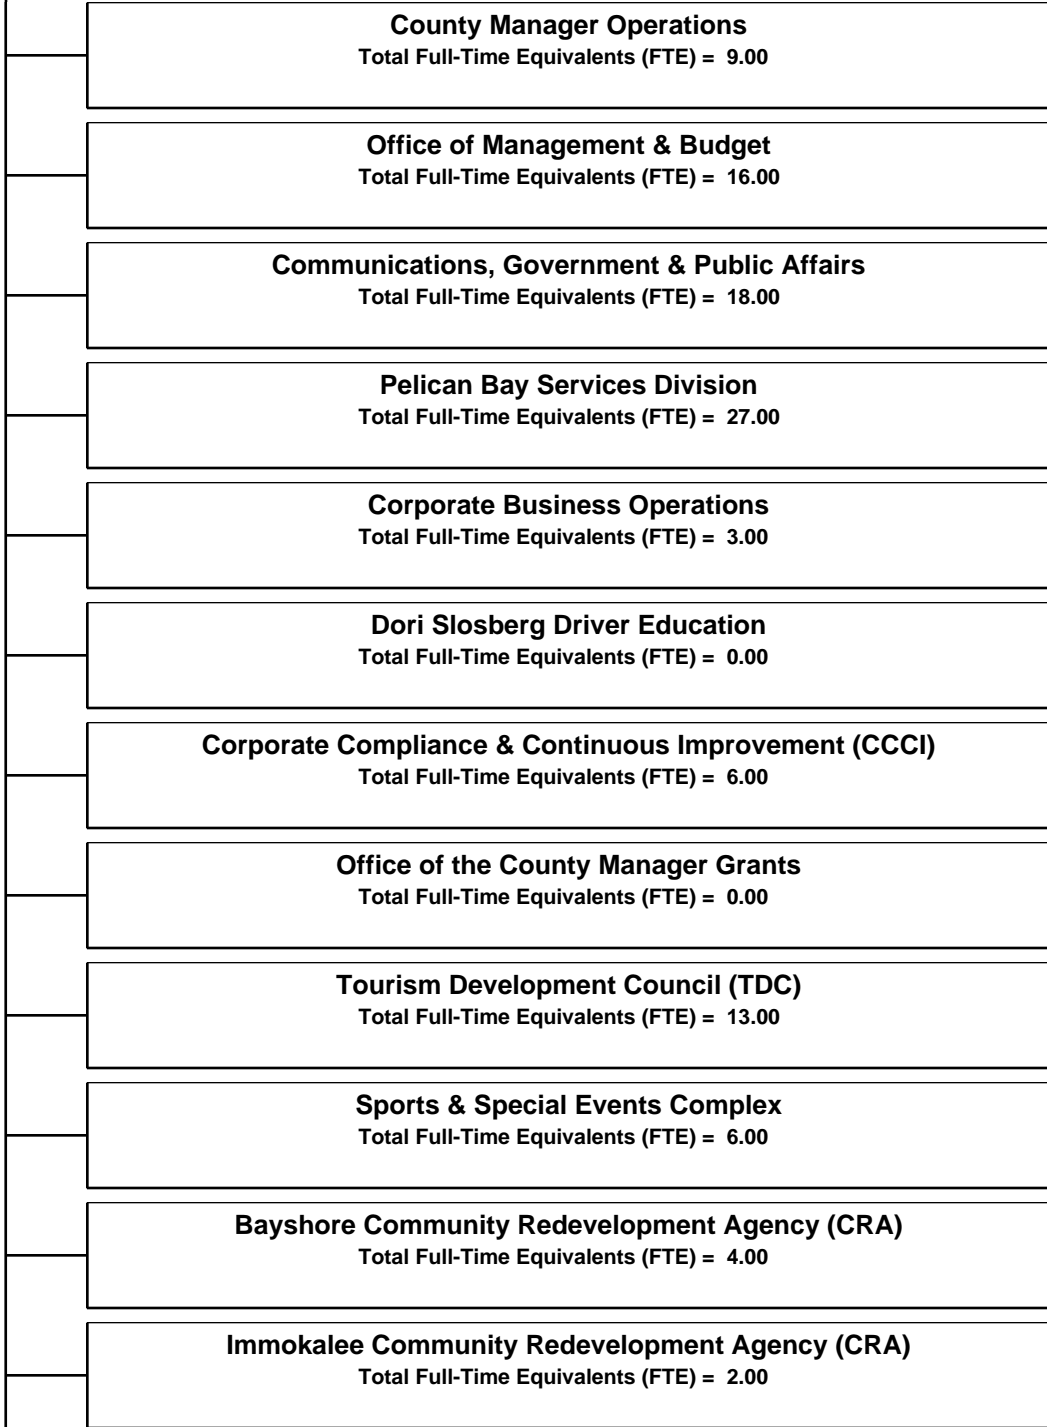 County Manager Operations
Total Full-Time Equivalents (FTE) = 9.00
Office of Management & Budget
Total Full-Time Equivalents (FTE) = 16.00
Communications, Government & Public Affairs
Total Full-Time Equivalents (FTE) = 18.00
Pelican Bay Services Division
Total Full-Time Equivalents (FTE) = 27.00
Corporate Business Operations
Total Full-Time Equivalents (FTE) = 3.00
Dori Slosberg Driver Education
Total Full-Time Equivalents (FTE) = 0.00
Corporate Compliance & Continuous Improvement (CCCI)
Total Full-Time Equivalents (FTE) = 6.00
Office of the County Manager Grants
Total Full-Time Equivalents (FTE) = 0.00
Tourism Development Council (TDC)
Total Full-Time Equivalents (FTE) = 13.00
Sports & Special Events Complex
Total Full-Time Equivalents (FTE) = 6.00
Bayshore Community Redevelopment Agency (CRA)
Total Full-Time Equivalents (FTE) = 4.00
Immokalee Community Redevelopment Agency (CRA)
Total Full-Time Equivalents (FTE) = 2.00